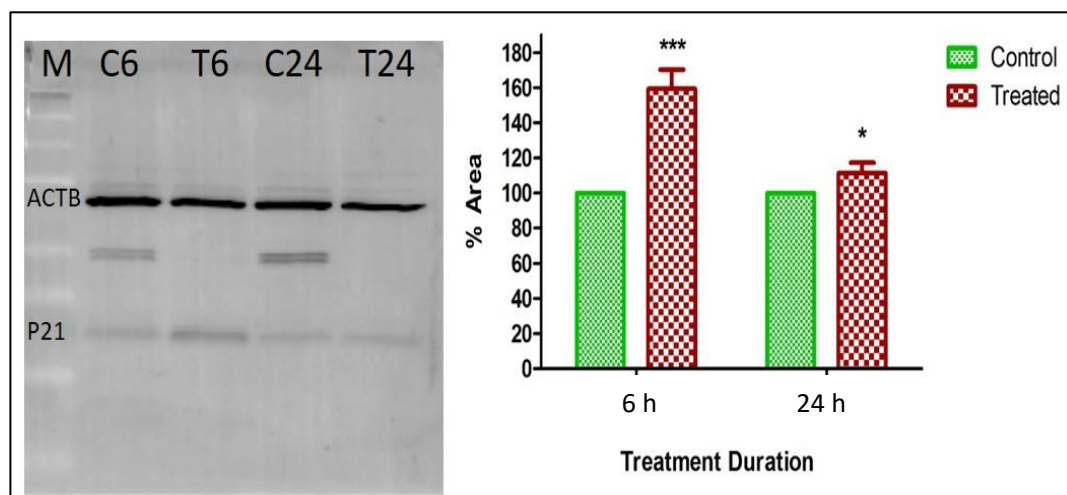 M C6 T6 C24 T24
ACTB
P21
180
160
140
120
100
80
60
40
20
0
% Area
***
*
6 h
24 h
Treatment Duration
Control
Treated